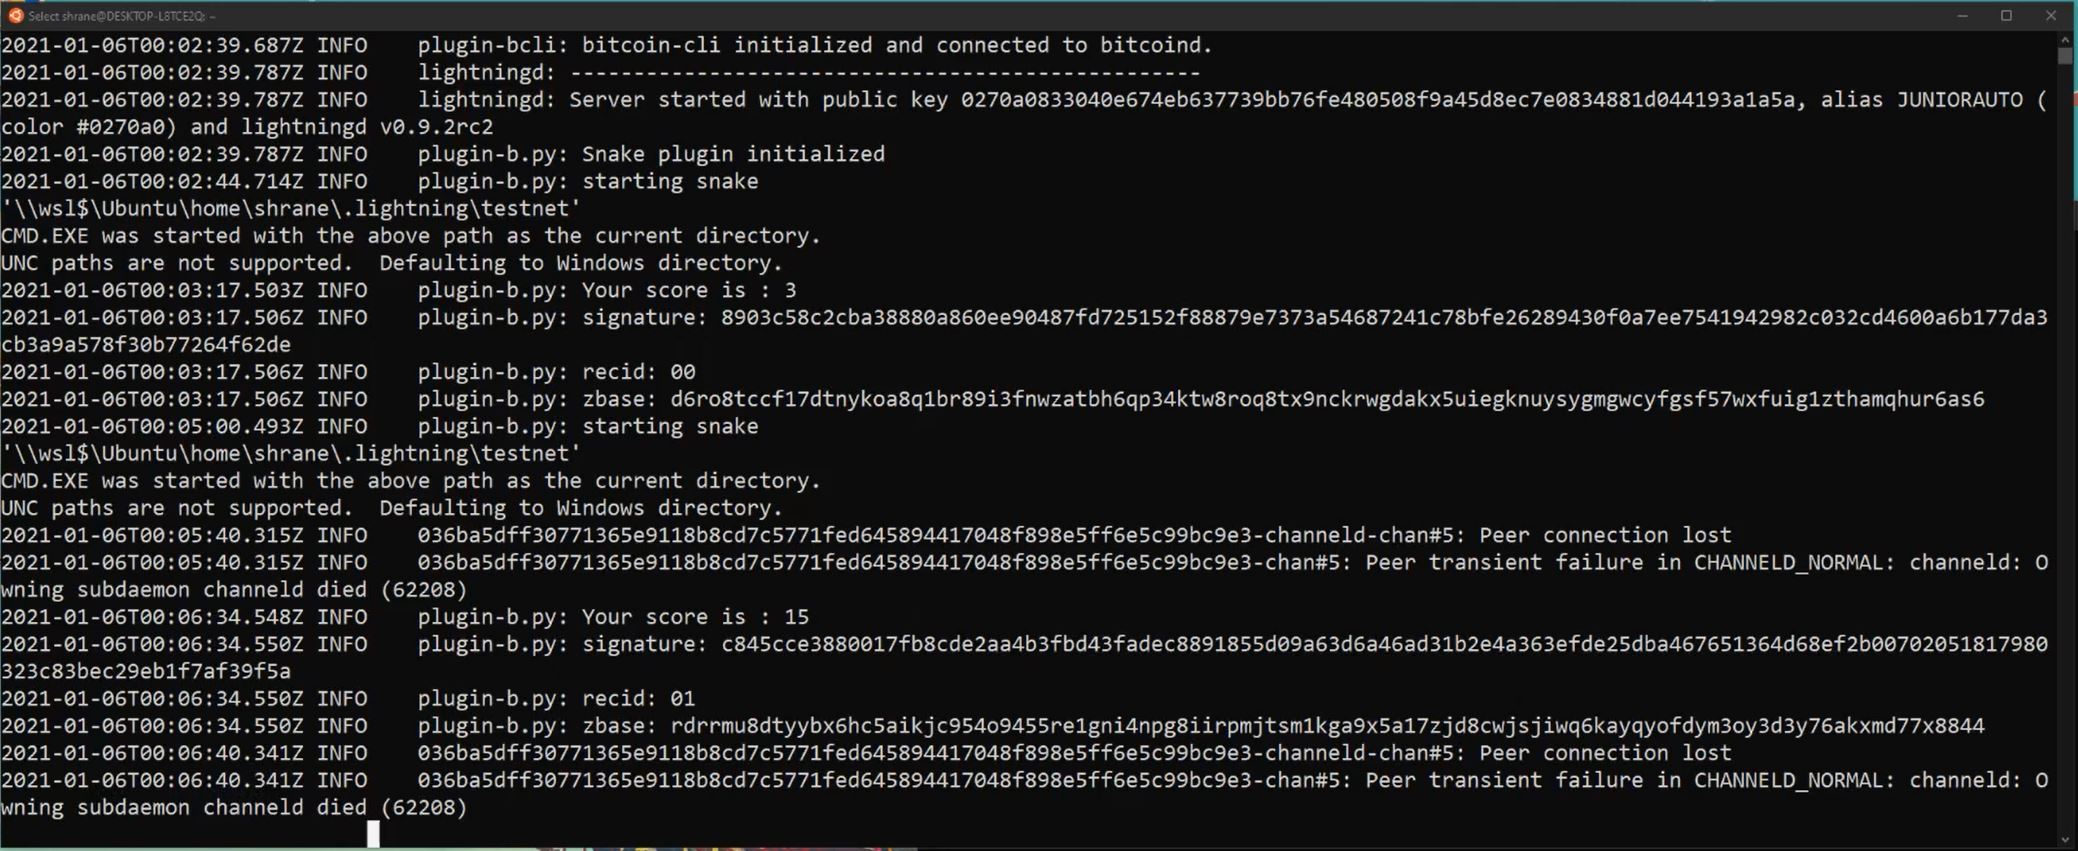 Select shrane@DESKTOP-L8TCE2Q: ~
2021-01-06T00:02:39.687Z INFO    plugin-bcli: bitcoin-cli initialized and connected to bitcoind.
2021-01-06T00:02:39.787Z INFO    lightningd: --------------------------------------------------
2021-01-06T00:02:39.787Z INFO    lightningd: Server started with public key 0270a0833040e674eb637739bb76fe480508f9a45d8ec7e0834881d044193a1a5a, alias JUNIORAUTO (
color #0270a0) and lightningd v0.9.2rc2
2021-01-06T00:02:39.787Z INFO    plugin-b.py: Snake plugin initialized
2021-01-06T00:02:44.714Z INFO    plugin-b.py: starting snake
'\\wsl$\Ubuntu\home\shrane\.lightning\testnet'
CMD.EXE was started with the above path as the current directory.
UNC paths are not supported.  Defaulting to Windows directory.
2021-01-06T00:03:17.503Z INFO    plugin-b.py: Your score is : 3
2021-01-06T00:03:17.506Z INFO    plugin-b.py: signature: 8903c58c2cba38880a860ee90487fd725152f88879e7373a54687241c78bfe26289430f0a7ee7541942982c032cd4600a6b177da3
cb3a9a578f30b77264f62de
2021-01-06T00:03:17.506Z INFO    plugin-b.py: recid: 00
2021-01-06T00:03:17.506Z INFO    plugin-b.py: zbase: d6ro8tccf17dtnykoa8q1br89i3fnwzatbh6qp34ktw8roq8tx9nckrwgdakx5uiegknuysygmgwcyfgsf57wxfuig1zthamqhur6as6
2021-01-06T00:05:00.493Z INFO    plugin-b.py: starting snake
'\\wsl$\Ubuntu\home\shrane\.lightning\testnet'
CMD.EXE was started with the above path as the current directory.
UNC paths are not supported.  Defaulting to Windows directory.
2021-01-06T00:05:40.315Z INFO    036ba5dff30771365e9118b8cd7c5771fed645894417048f898e5ff6e5c99bc9e3-channeld-chan#5: Peer connection lost
2021-01-06T00:05:40.315Z INFO    036ba5dff30771365e9118b8cd7c5771fed645894417048f898e5ff6e5c99bc9e3-chan#5: Peer transient failure in CHANNELD_NORMAL: channeld: O
wning subdaemon channeld died (62208)
2021-01-06T00:06:34.548Z INFO    plugin-b.py: Your score is : 15
2021-01-06T00:06:34.550Z INFO    plugin-b.py: signature: c845cce3880017fb8cde2aa4b3fbd43fadec8891855d09a63d6a46ad31b2e4a363efde25dba467651364d68ef2b00702051817980
323c83bec29eb1f7af39f5a
2021-01-06T00:06:34.550Z INFO    plugin-b.py: recid: 01
2021-01-06T00:06:34.550Z INFO    plugin-b.py: zbase: rdrrmu8dtyybx6hc5aikjc954o9455re1gni4npg8iirpmjtsm1kga9x5a17zjd8cwjsjiwq6kayqyofdym3oy3d3y76akxmd77x8844
2021-01-06T00:06:40.341Z INFO    036ba5dff30771365e9118b8cd7c5771fed645894417048f898e5ff6e5c99bc9e3-channeld-chan#5: Peer connection lost
2021-01-06T00:06:40.341Z INFO    036ba5dff30771365e9118b8cd7c5771fed645894417048f898e5ff6e5c99bc9e3-chan#5: Peer transient failure in CHANNELD_NORMAL: channeld: O
wning subdaemon channeld died (62208)